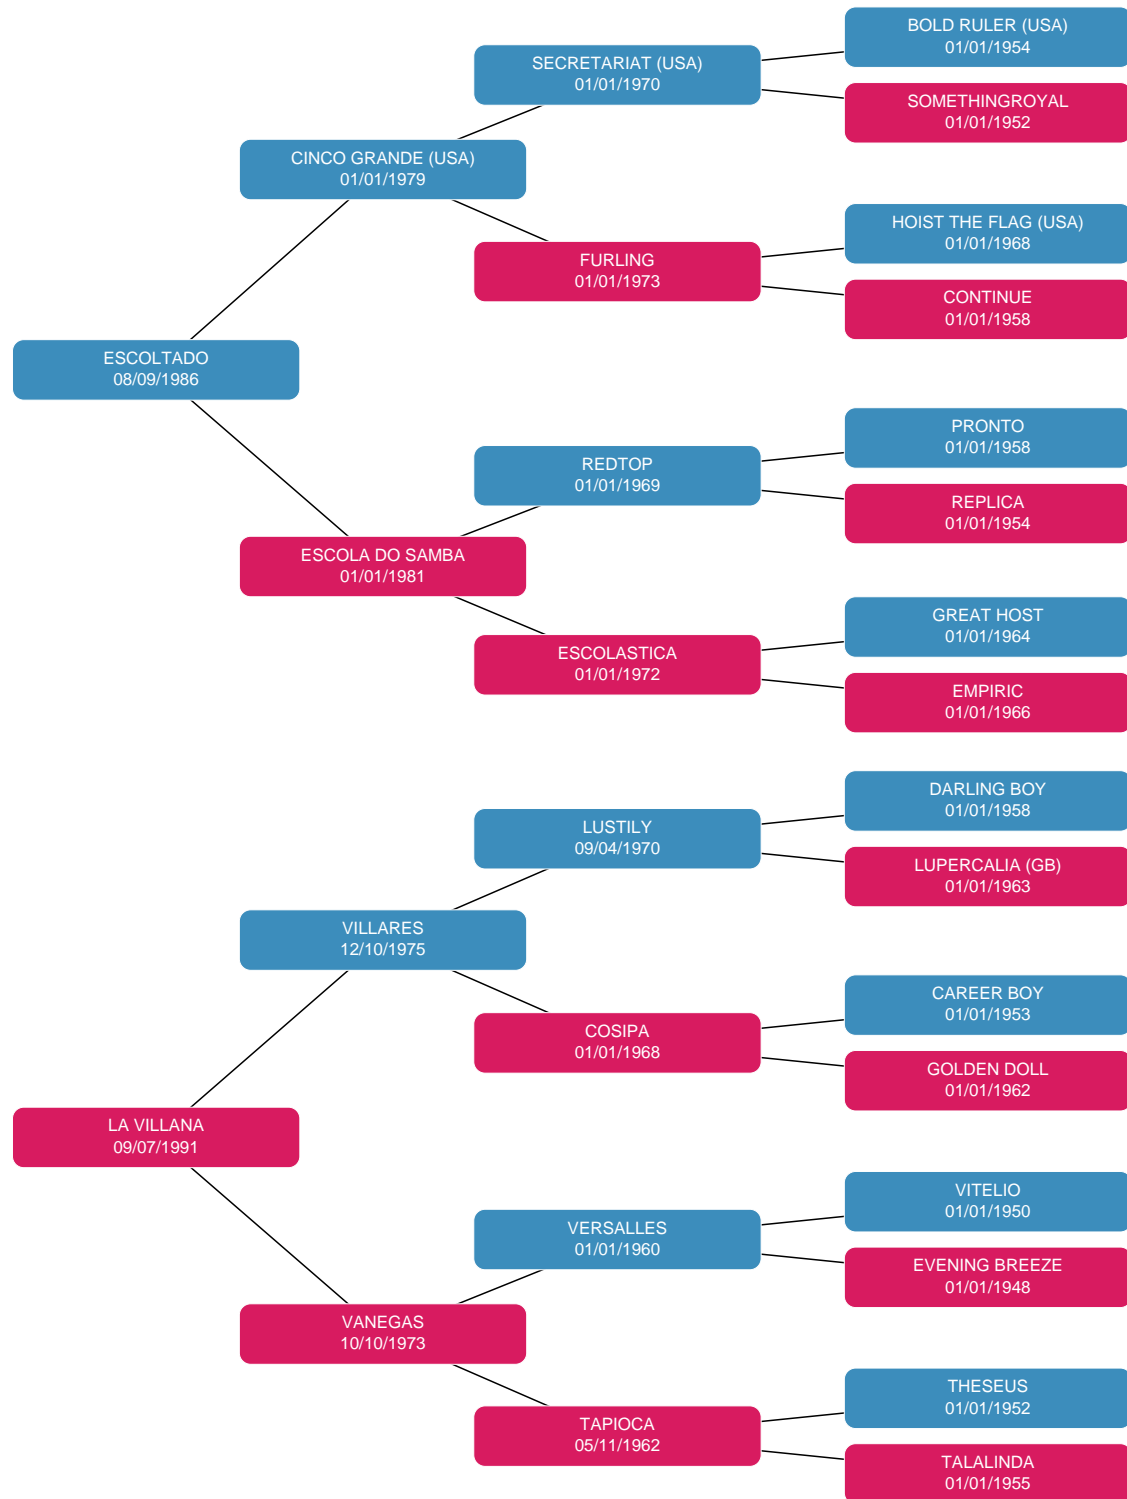 BOLD RULER (USA)
01/01/1954
SECRETARIAT (USA)
01/01/1970
SOMETHINGROYAL
01/01/1952
CINCO GRANDE (USA)
01/01/1979
HOIST THE FLAG (USA)
01/01/1968
FURLING
01/01/1973
CONTINUE
01/01/1958
ESCOLTADO
08/09/1986
PRONTO
01/01/1958
REDTOP
01/01/1969
REPLICA
01/01/1954
ESCOLA DO SAMBA
01/01/1981
GREAT HOST
01/01/1964
ESCOLASTICA
01/01/1972
EMPIRIC
01/01/1966
DARLING BOY
01/01/1958
LUSTILY
09/04/1970
LUPERCALIA (GB)
01/01/1963
VILLARES
12/10/1975
CAREER BOY
01/01/1953
COSIPA
01/01/1968
GOLDEN DOLL
01/01/1962
LA VILLANA
09/07/1991
VITELIO
01/01/1950
VERSALLES
01/01/1960
EVENING BREEZE
01/01/1948
VANEGAS
10/10/1973
THESEUS
01/01/1952
TAPIOCA
05/11/1962
TALALINDA
01/01/1955